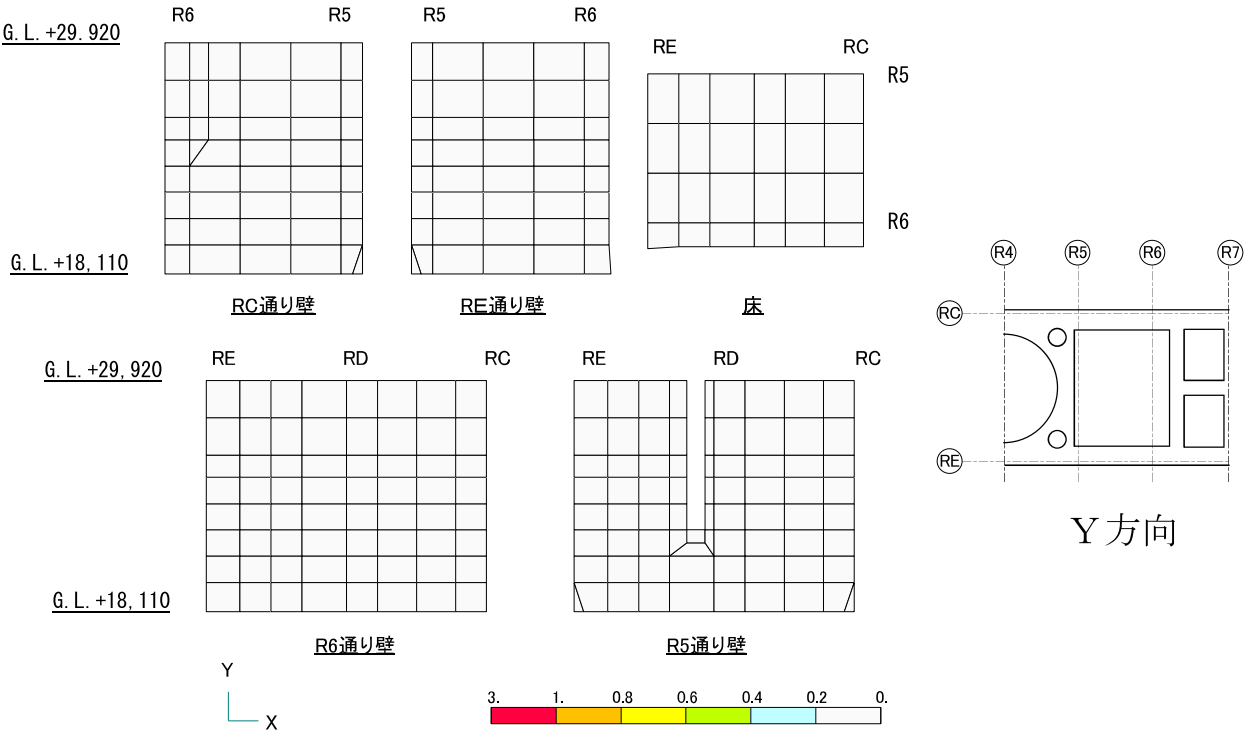 R6 R5 R5 R6
G.L.+29.920
RE RC
R5
R6
G.L.+18,110
RC通り壁 RE通り壁 床
R4 R5 R6 R7
RC
RE
Y方向
RE RD RC RE RD RC
G.L.+29,920
G.L.+18,110
R6通り壁 R5通り壁
Y
X
3. 1. 0.8 0.6 0.4 0.2 0.